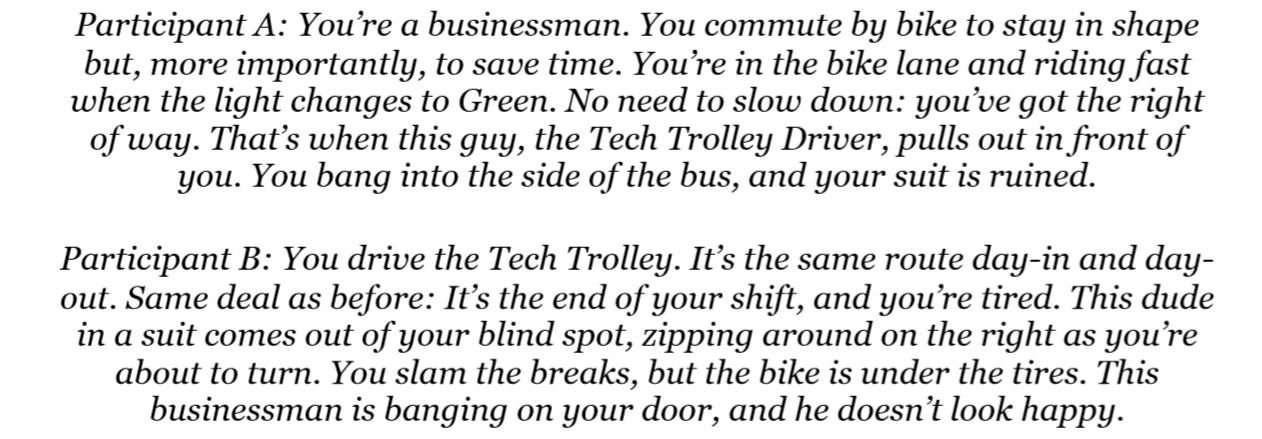 Participant A: You’re a businessman. You commute by bike to stay in shape
but, more importantly, to save time. You’re in the bike lane and riding fast
when the light changes to Green. No need to slow down: you’ve got the right
of way. That’s when this guy, the Tech Trolley Driver, pulls out in front of
you. You bang into the side of the bus, and your suit is ruined.
Participant B: You drive the Tech Trolley. It’s the same route day-in and day-
out. Same deal as before: It’s the end of your shift, and you’re tired. This dude
in a suit comes out of your blind spot, zipping around on the right as you’re
about to turn. You slam the breaks, but the bike is under the tires. This
businessman is banging on your door, and he doesn’t look happy.